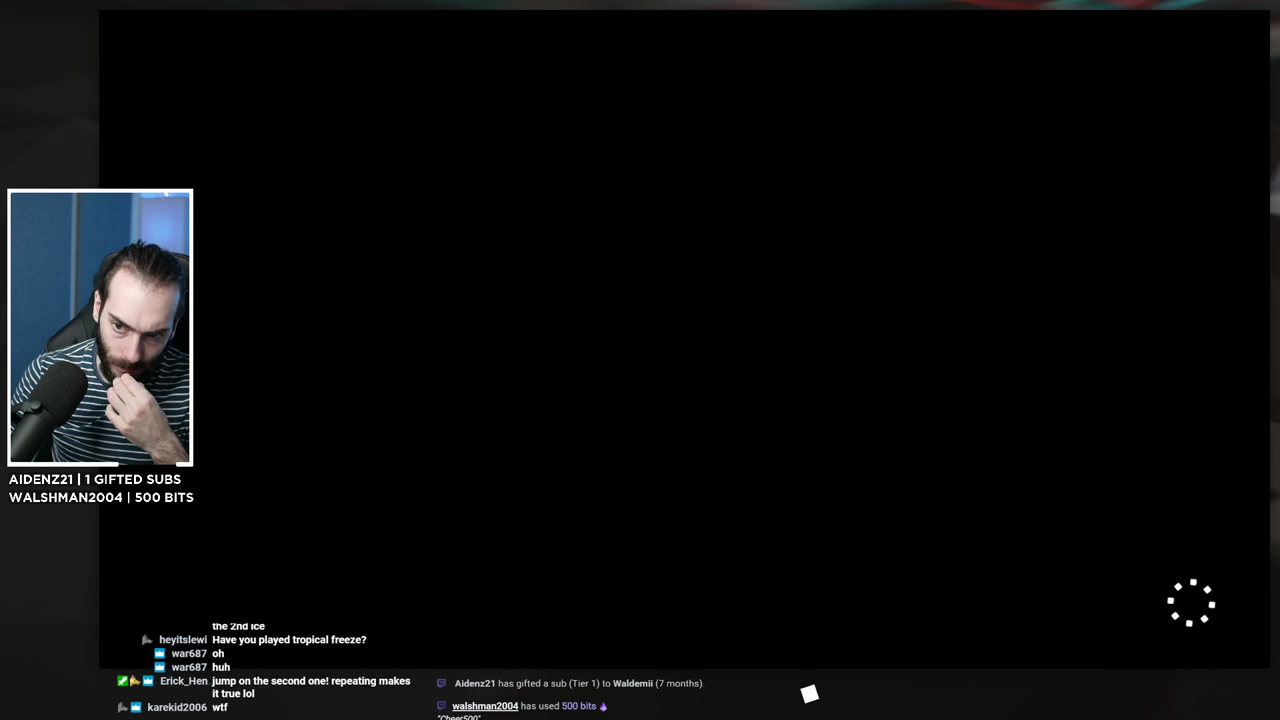 AIDENZ21 | 1 GIFTED SUBS
WALSHMAN2004 | 500 BITS
the 2nd ice
heyitslewi Have you played tropical freeze?
war687 oh
war687 huh
Erick_Hen jump on the second one! repeating makes
it true lol
karekid2006 wtf
Aidenz21 has gifted a sub (Tier 1) to Waldemii (7 months).
walshman2004 has used 500 bits
"Cheer500"